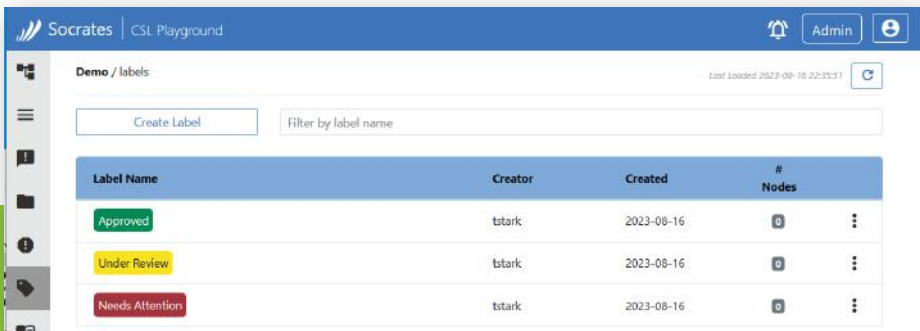 Socrates | CSL Playground
Admin
Demo / labels
Last Loaded 2023-08-16 22:35:51
Create Label
Filter by label name
Label Name Creator Created # Nodes
Approved tstark 2023-08-16 0
Under Review tstark 2023-08-16 0
Needs Attention tstark 2023-08-16 0